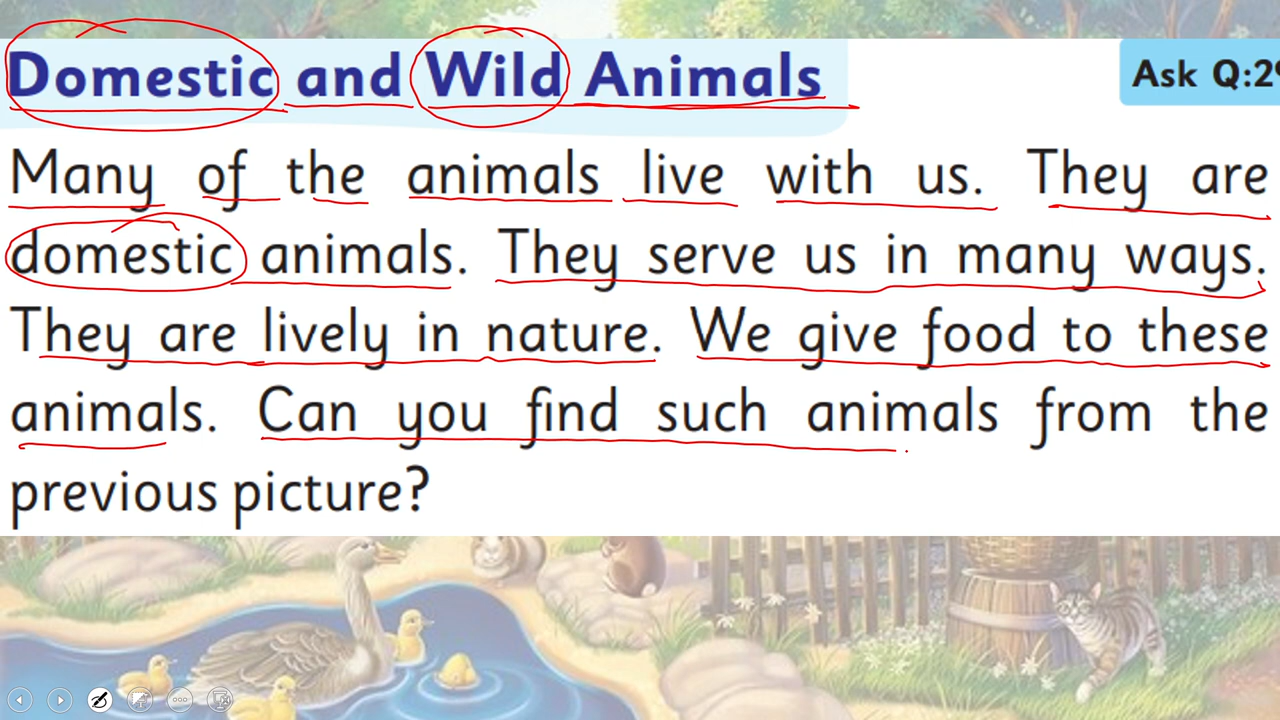 Domestic and Wild Animals
Ask Q:29
Many of the animals live with us. They are
domestic animals. They serve us in many ways.
They are lively in nature. We give food to these
animals. Can you find such animals from the
previous picture?